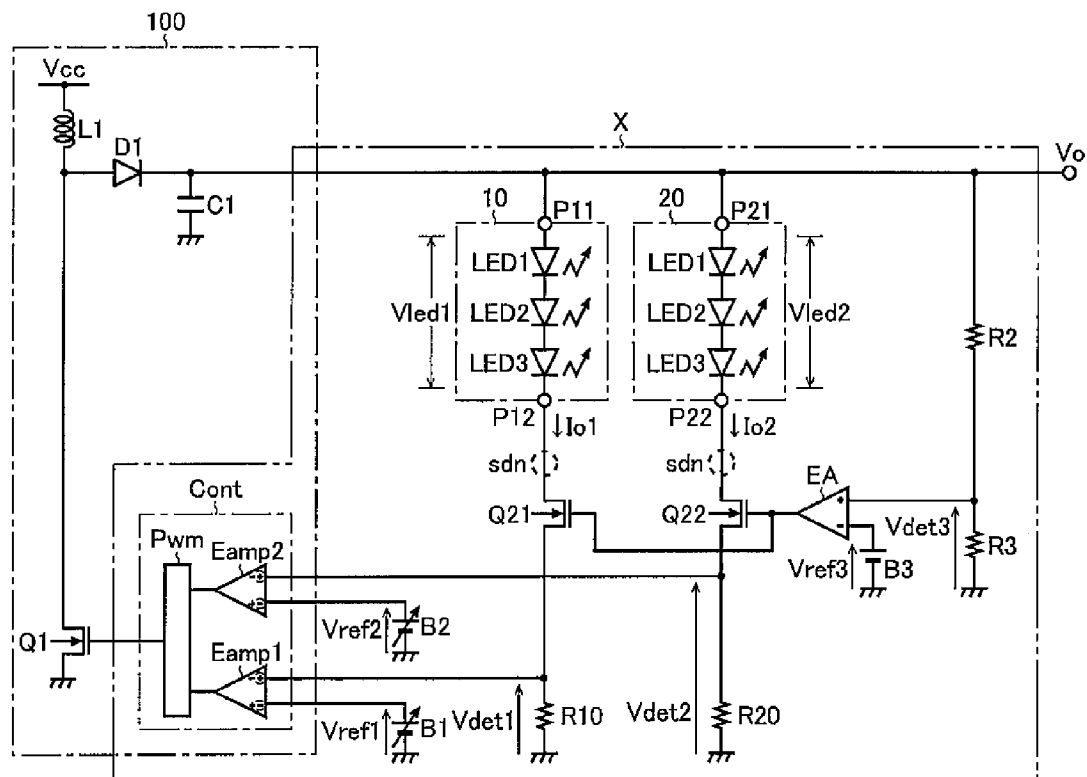 100
Vcc
L1
D1
C1
X
Vo
10
P11
20
P21
LED1
LED1
Vled1
LED2
LED2
Vled2
LED3
LED3
R2
P12
Io1
P22
Io2
sdn
sdn
EA
Cont
Q21
Q22
Vdet3
Pwm
Eamp2
Vref3
B3
R3
Vref2
B2
Q1
Eamp1
Vref1
B1
Vdet1
R10
Vdet2
R20